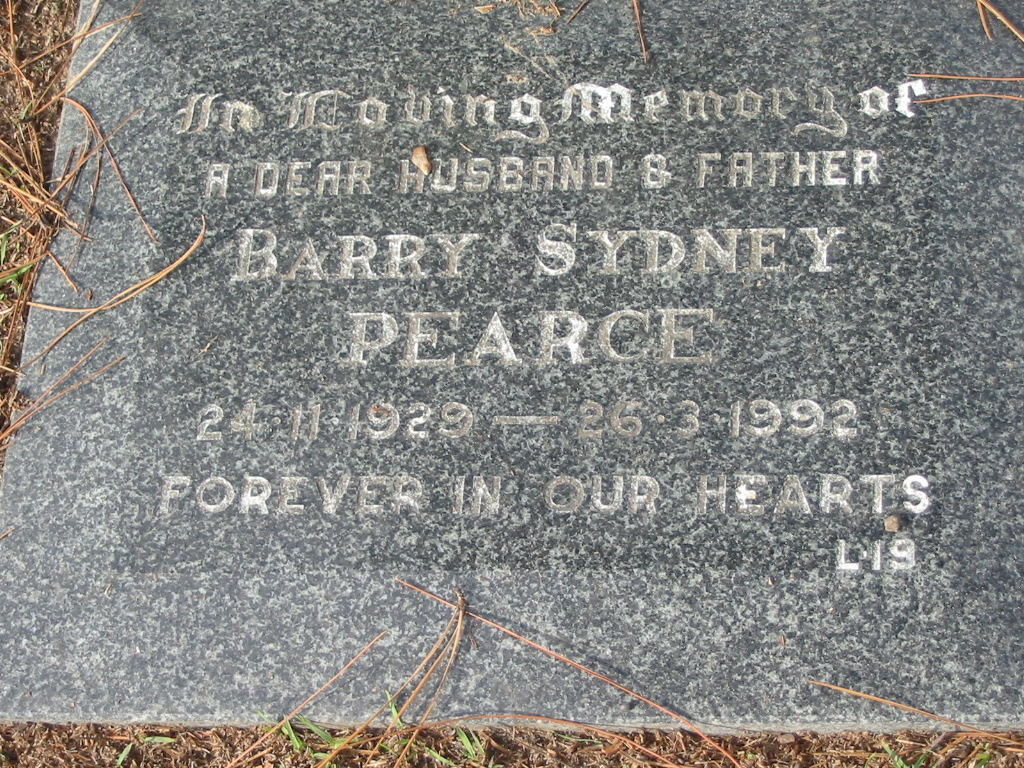 In Loving Memory of
A DEAR HUSBAND & FATHER
BARRY SYDNEY
PEARCE
24·11·1929 — 26·3·1992
FOREVER IN OUR HEARTS
L·19